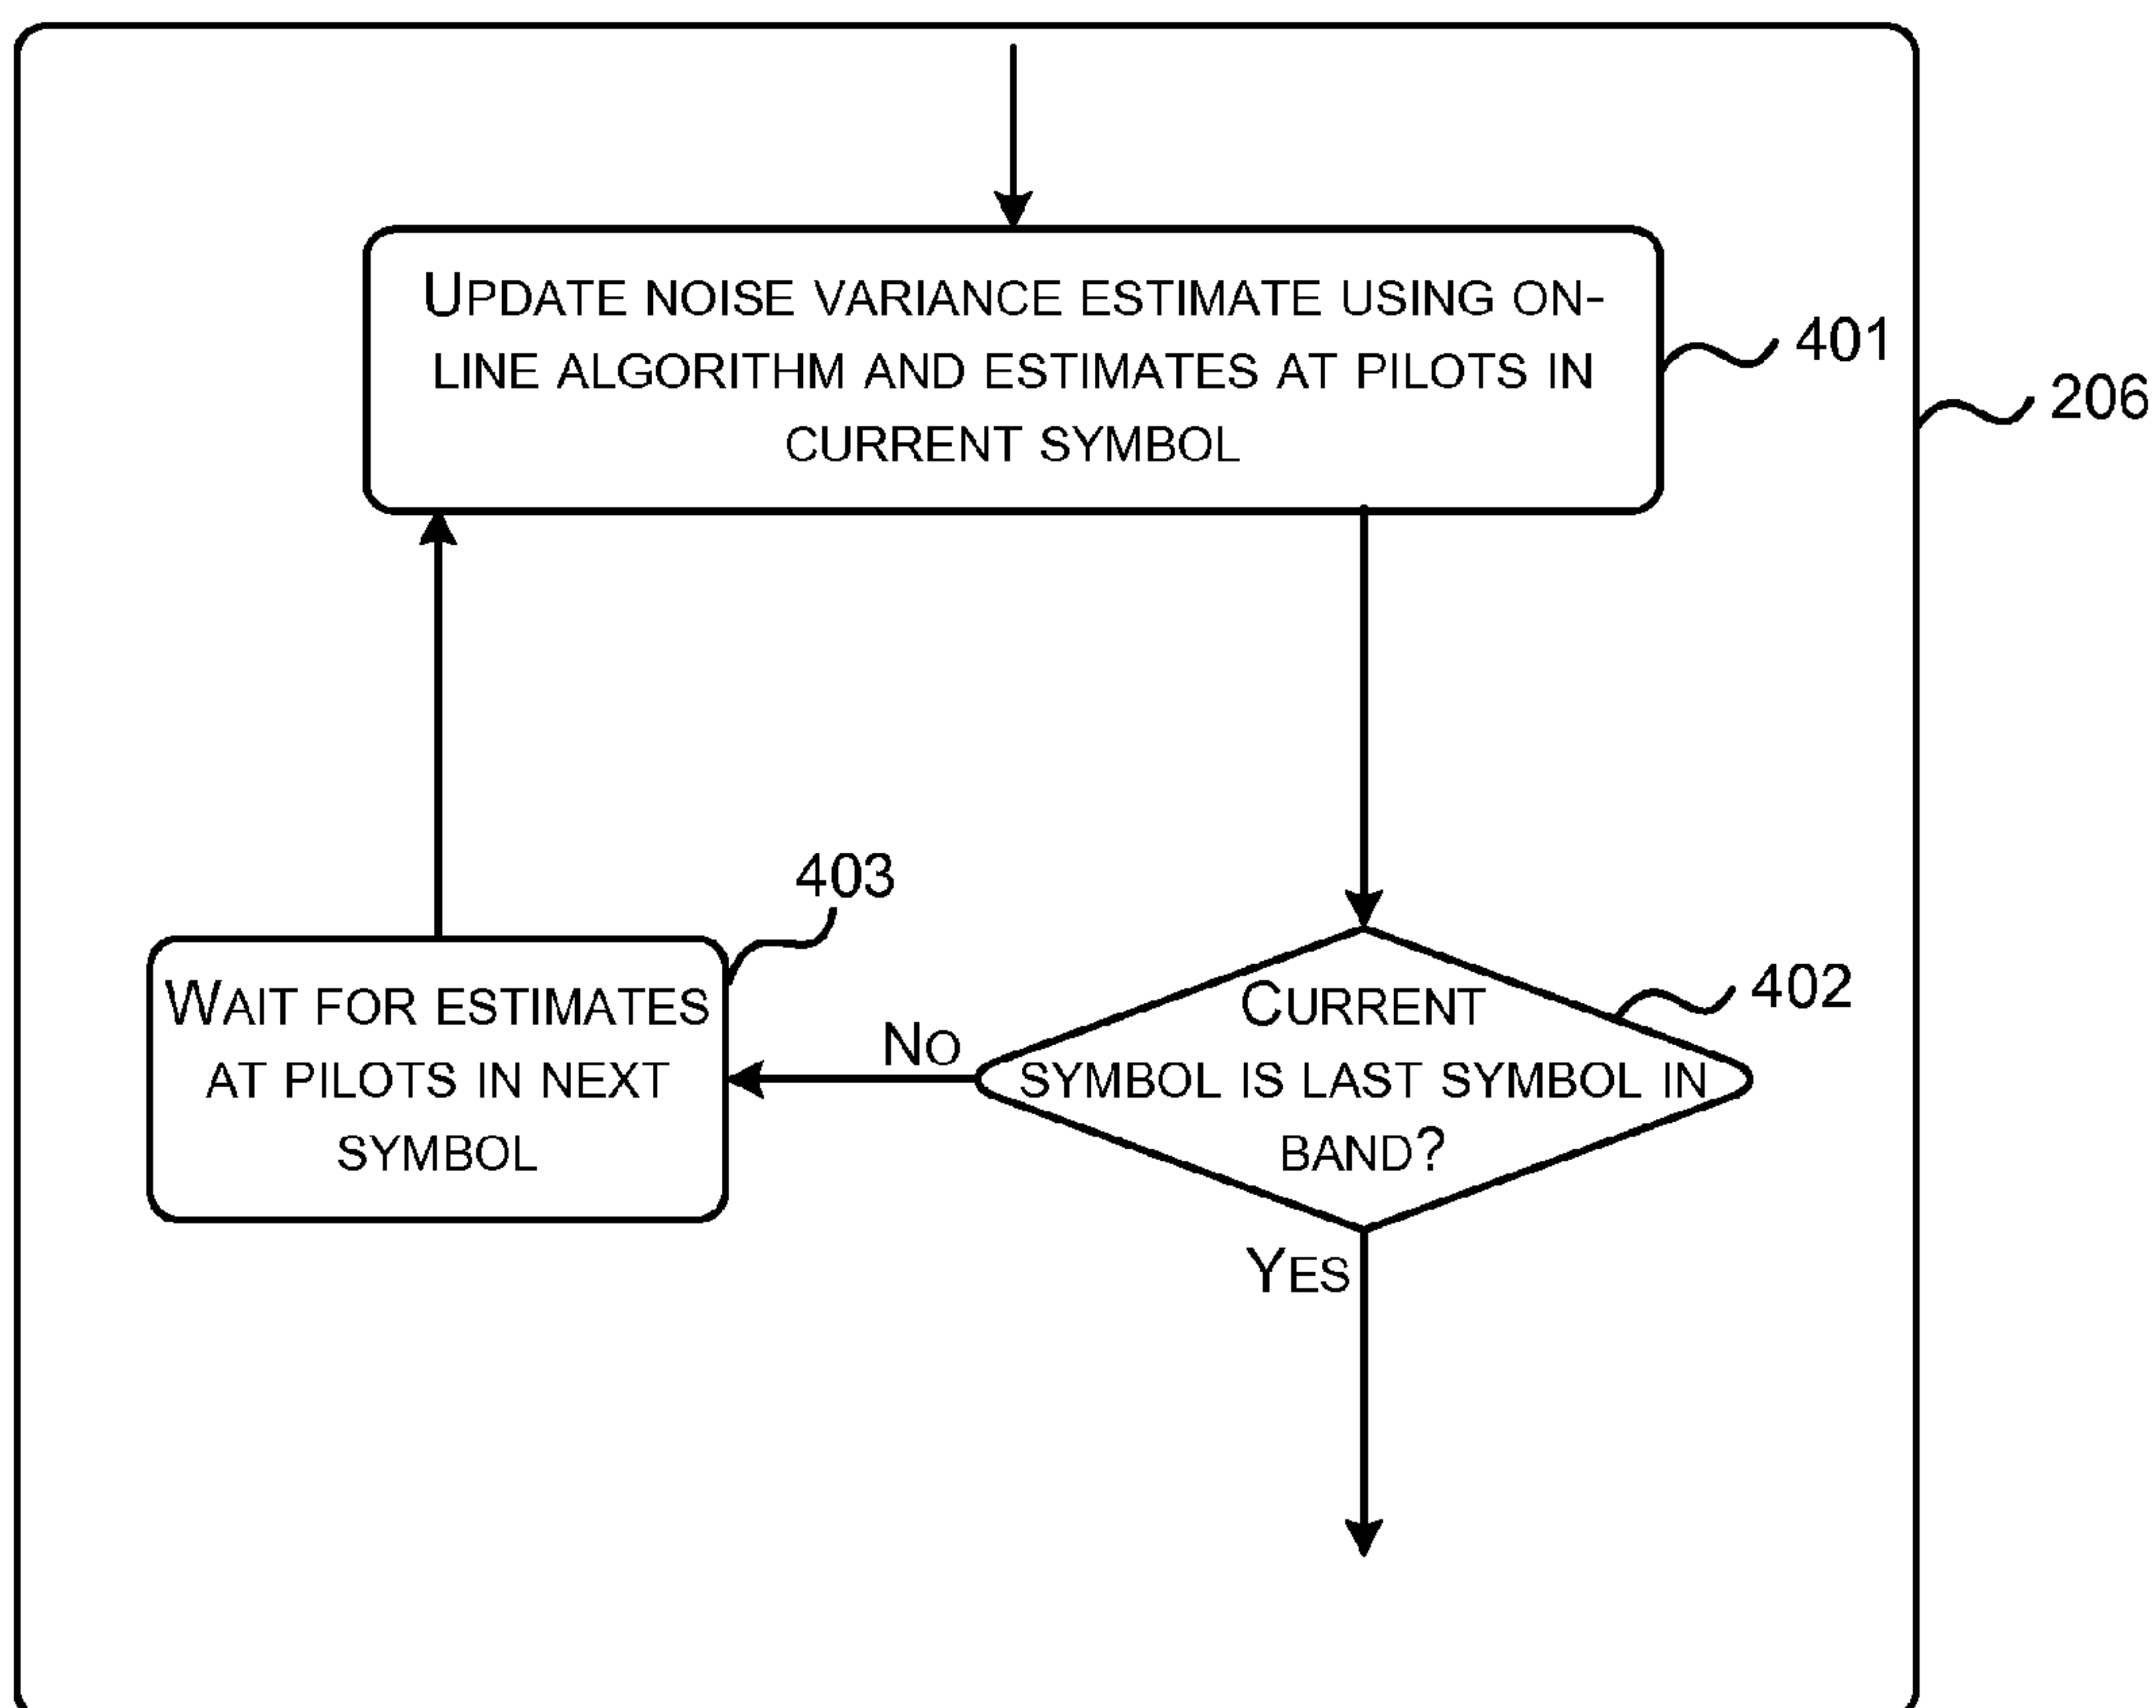 UPDATE NOISE VARIANCE ESTIMATE USING ON-
LINE ALGORITHM AND ESTIMATES AT PILOTS IN
CURRENT SYMBOL
401
206
403
WAIT FOR ESTIMATES
AT PILOTS IN NEXT
SYMBOL
NO
402
CURRENT
SYMBOL IS LAST SYMBOL IN
BAND?
YES